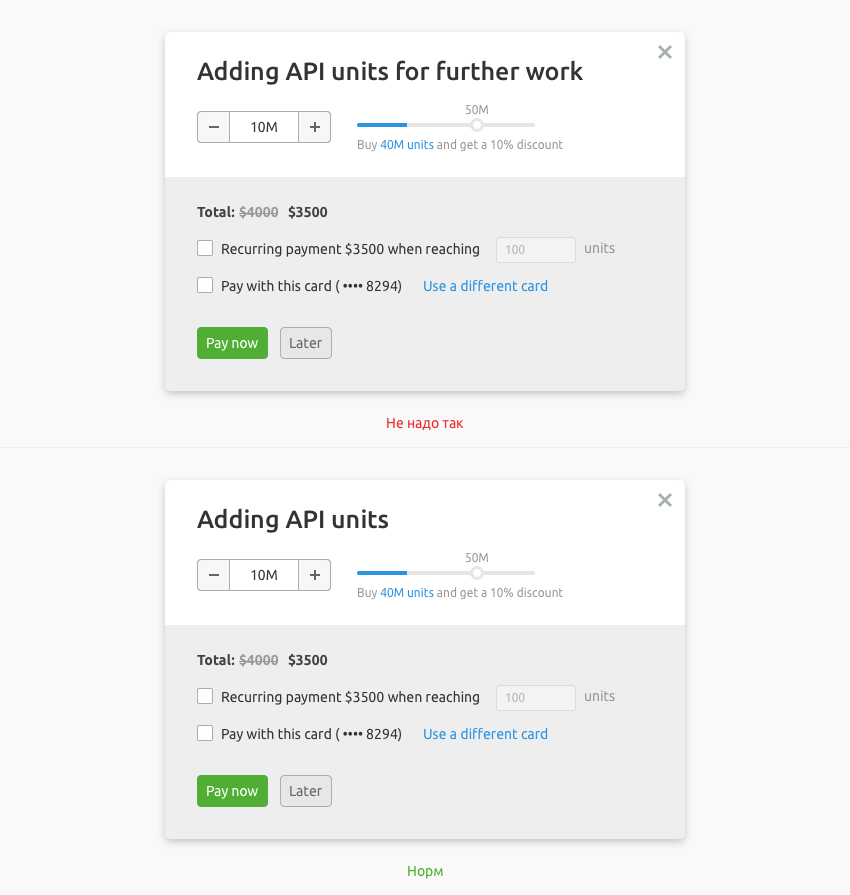 Adding API units for further work
50M
10M
Buy 40M units and get a 10% discount
Total: $4000 $3500
Recurring payment $3500 when reaching 100 units
Pay with this card ( •••• 8294) Use a different card
Pay now Later
Не надо так
Adding API units
50M
10M
Buy 40M units and get a 10% discount
Total: $4000 $3500
Recurring payment $3500 when reaching 100 units
Pay with this card ( •••• 8294) Use a different card
Pay now Later
Норм